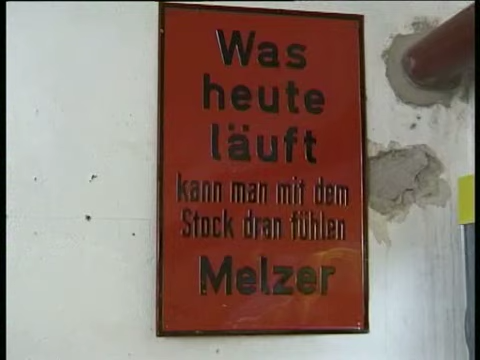 Was
heute
läuft
kann man mit dem
Stock dran fühlen
Melzer